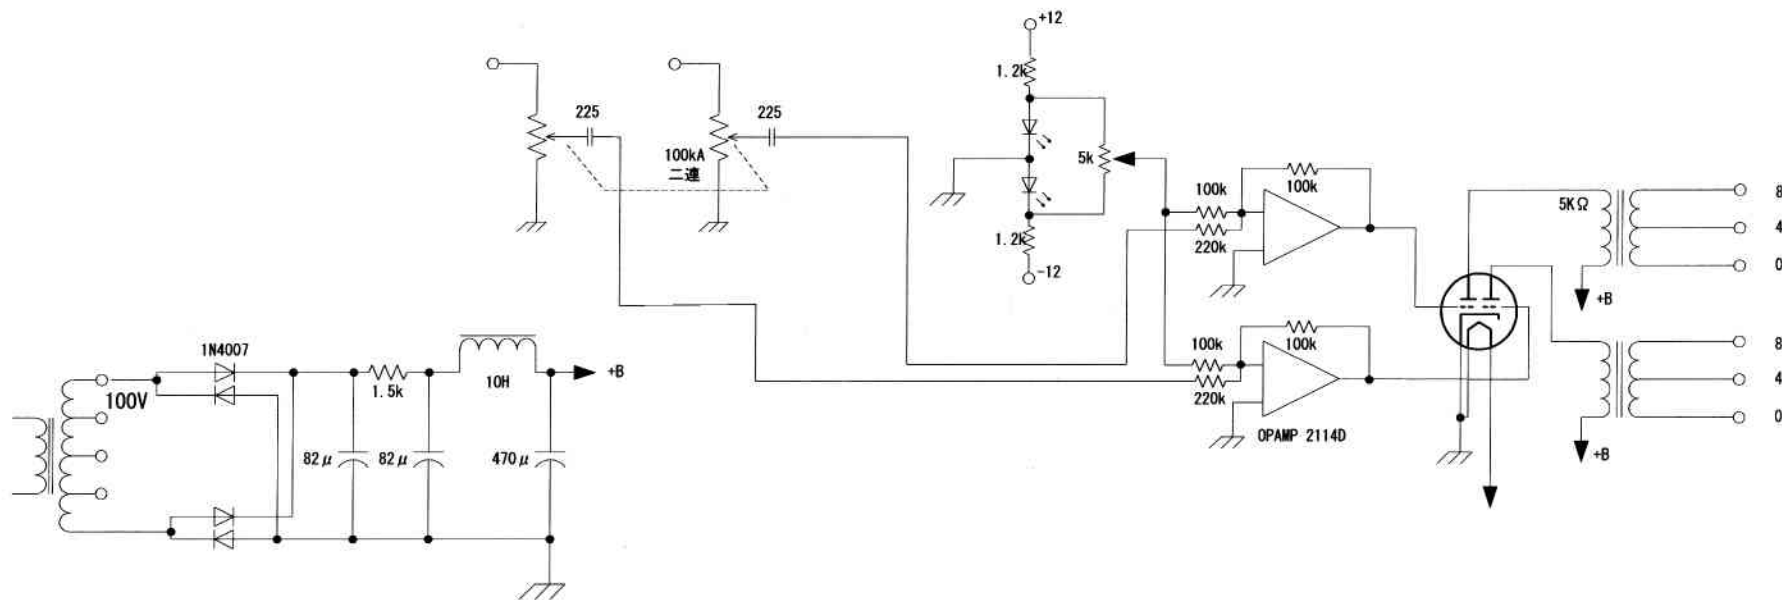 +12
1.2k
225
225
100kA
二連
5k
1.2k
-12
100k
100k
220k
5KΩ
8
4
0
+B
100k
100k
220k
OPAMP 2114D
8
4
0
+B
1N4007
100V
1.5k
10H
+B
82μ
82μ
470μ